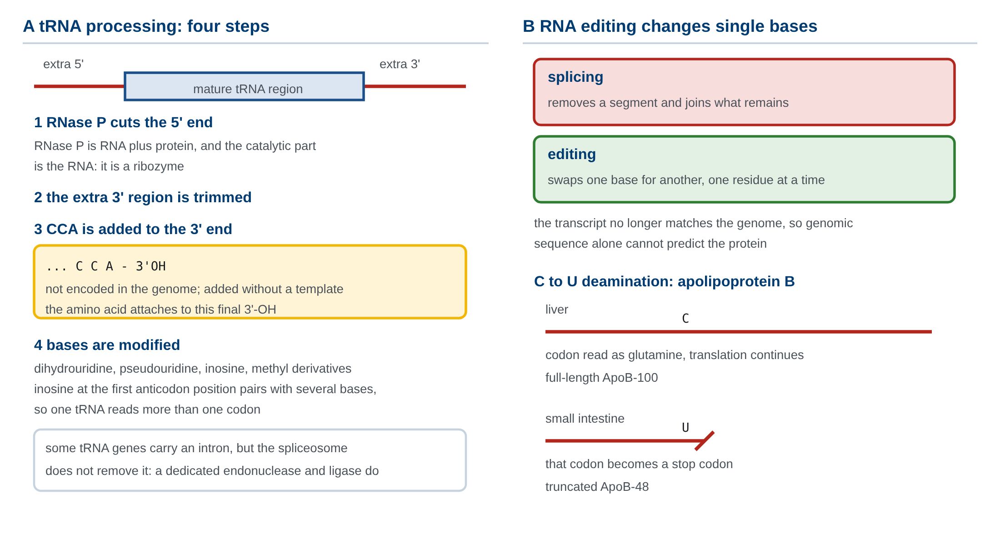 A tRNA processing: four steps
extra 5'
extra 3'
mature tRNA region
1 RNase P cuts the 5' end
RNase P is RNA plus protein, and the catalytic part
is the RNA: it is a ribozyme
2 the extra 3' region is trimmed
3 CCA is added to the 3' end
... C C A - 3'OH
not encoded in the genome; added without a template
the amino acid attaches to this final 3'-OH
4 bases are modified
dihydrouridine, pseudouridine, inosine, methyl derivatives
inosine at the first anticodon position pairs with several bases,
so one tRNA reads more than one codon
some tRNA genes carry an intron, but the spliceosome
does not remove it: a dedicated endonuclease and ligase do
B RNA editing changes single bases
splicing
removes a segment and joins what remains
editing
swaps one base for another, one residue at a time
the transcript no longer matches the genome, so genomic
sequence alone cannot predict the protein
C to U deamination: apolipoprotein B
liver
C
codon read as glutamine, translation continues
full-length ApoB-100
small intestine
U
that codon becomes a stop codon
truncated ApoB-48